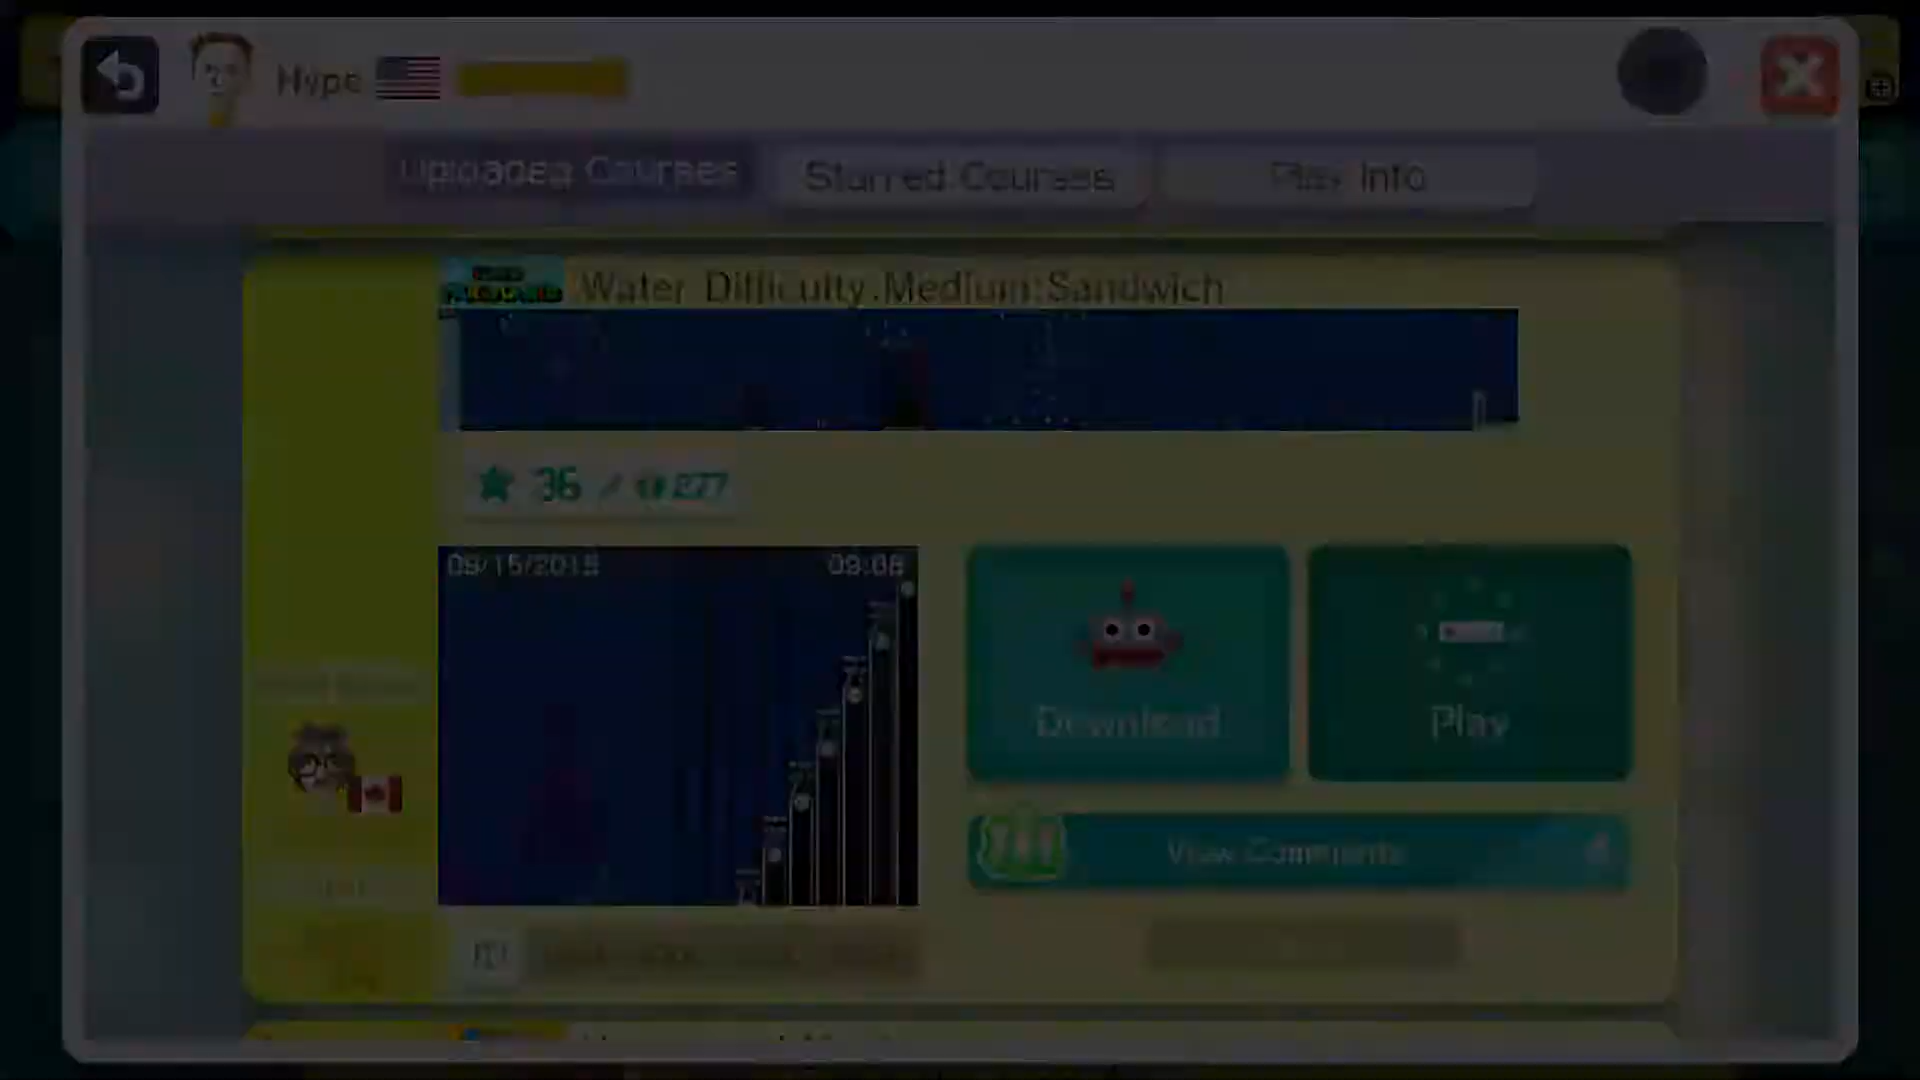 Hype
Uploaded Courses
Starred Courses
Play Info
Water Difficulty.Medium:Sandwich
36 / 277
09/15/2015 09:08
Download
Play
View Comments